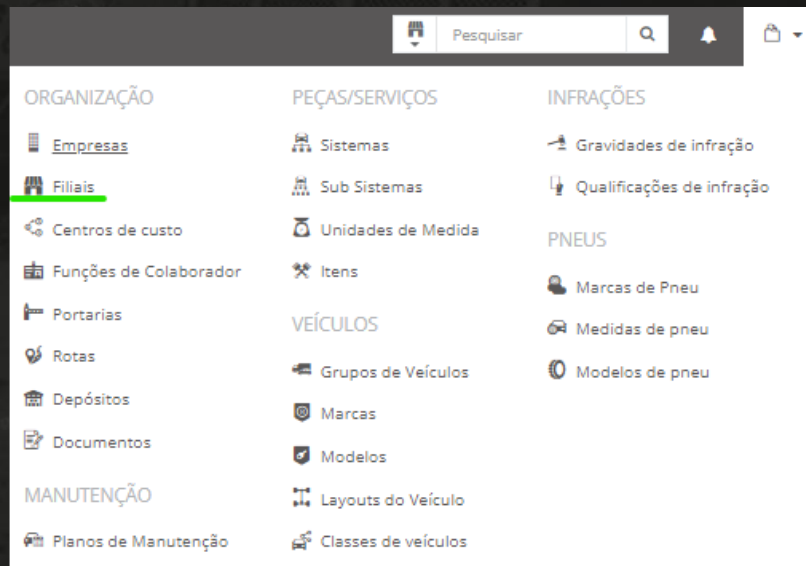 Pesquisar
ORGANIZAÇÃO
Empresas
Filiais
Centros de custo
Funções de Colaborador
Portarias
Rotas
Depósitos
Documentos
MANUTENÇÃO
Planos de Manutenção
PEÇAS/SERVIÇOS
Sistemas
Sub Sistemas
Unidades de Medida
Itens
VEÍCULOS
Grupos de Veículos
Marcas
Modelos
Layouts do Veículo
Classes de veículos
INFRAÇÕES
Gravidades de infração
Qualificações de infração
PNEUS
Marcas de Pneu
Medidas de pneu
Modelos de pneu